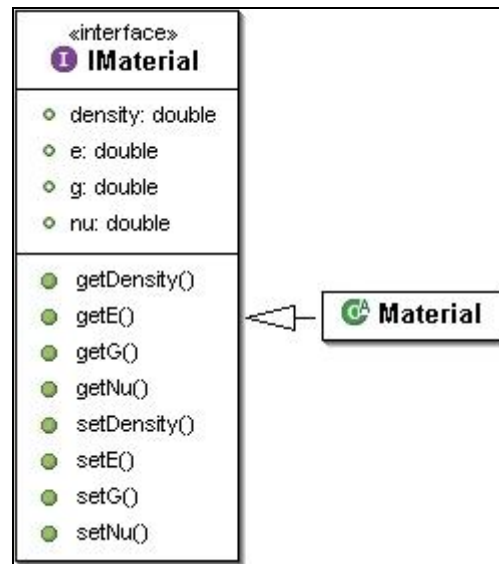 «interface»
I IMaterial
density: double
e: double
g: double
nu: double
getDensity()
getE()
getG()
getNu()
setDensity()
setE()
setG()
setNu()
C A Material